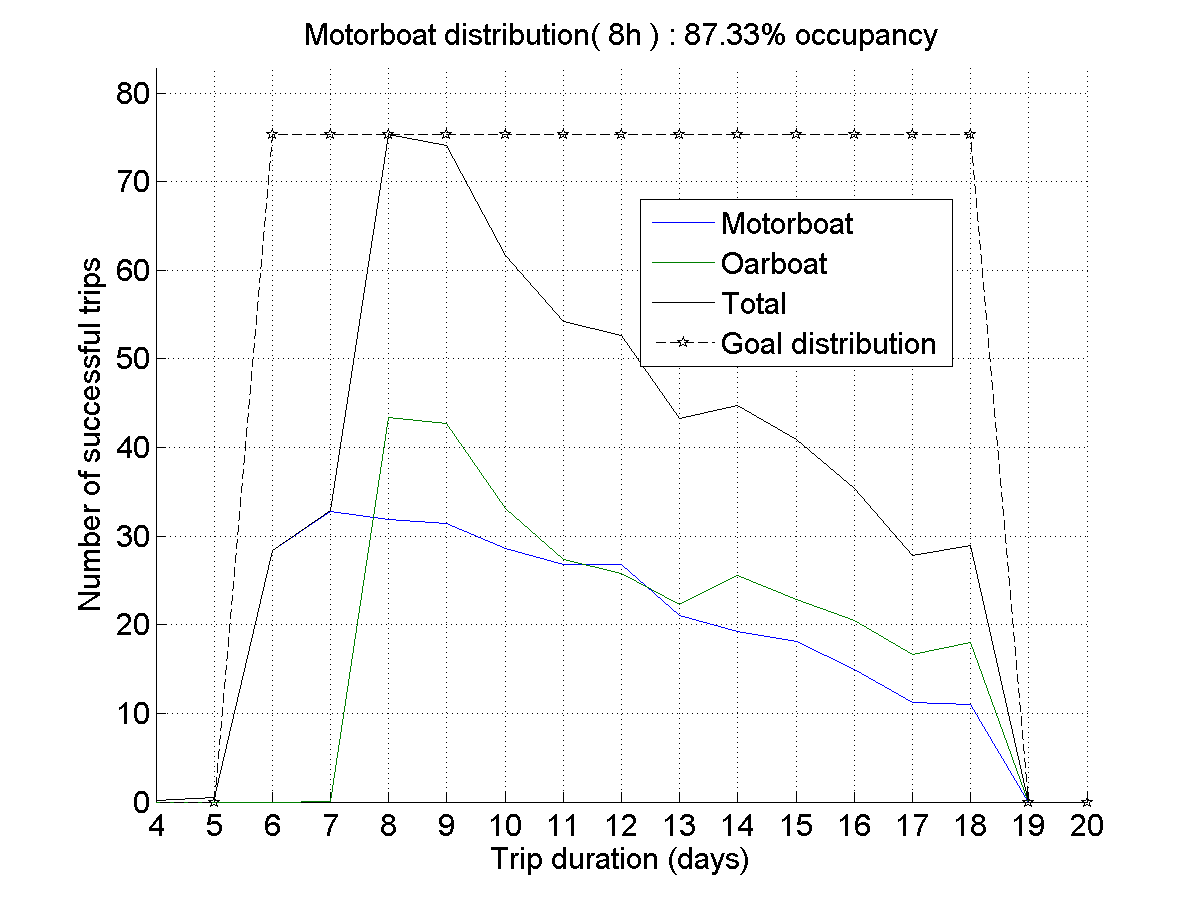 Motorboat distribution( 8h ) : 87.33% occupancy
80
70
60
50
40
30
20
10
0
Number of successful trips
Motorboat
Oarboat
Total
Goal distribution
4 5 6 7 8 9 10 11 12 13 14 15 16 17 18 19 20
Trip duration (days)